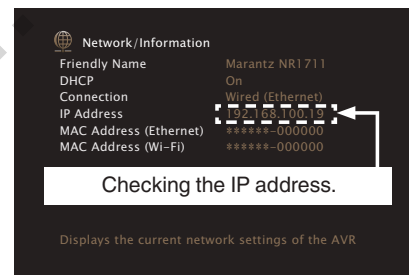 Network/Information
Friendly Name Marantz NR1711
DHCP On
Connection Wired (Ethernet)
IP Address 192.168.100.19
MAC Address (Ethernet) ******-000000
MAC Address (Wi-Fi) ******-000000
Checking the IP address.
Displays the current network settings of the AVR